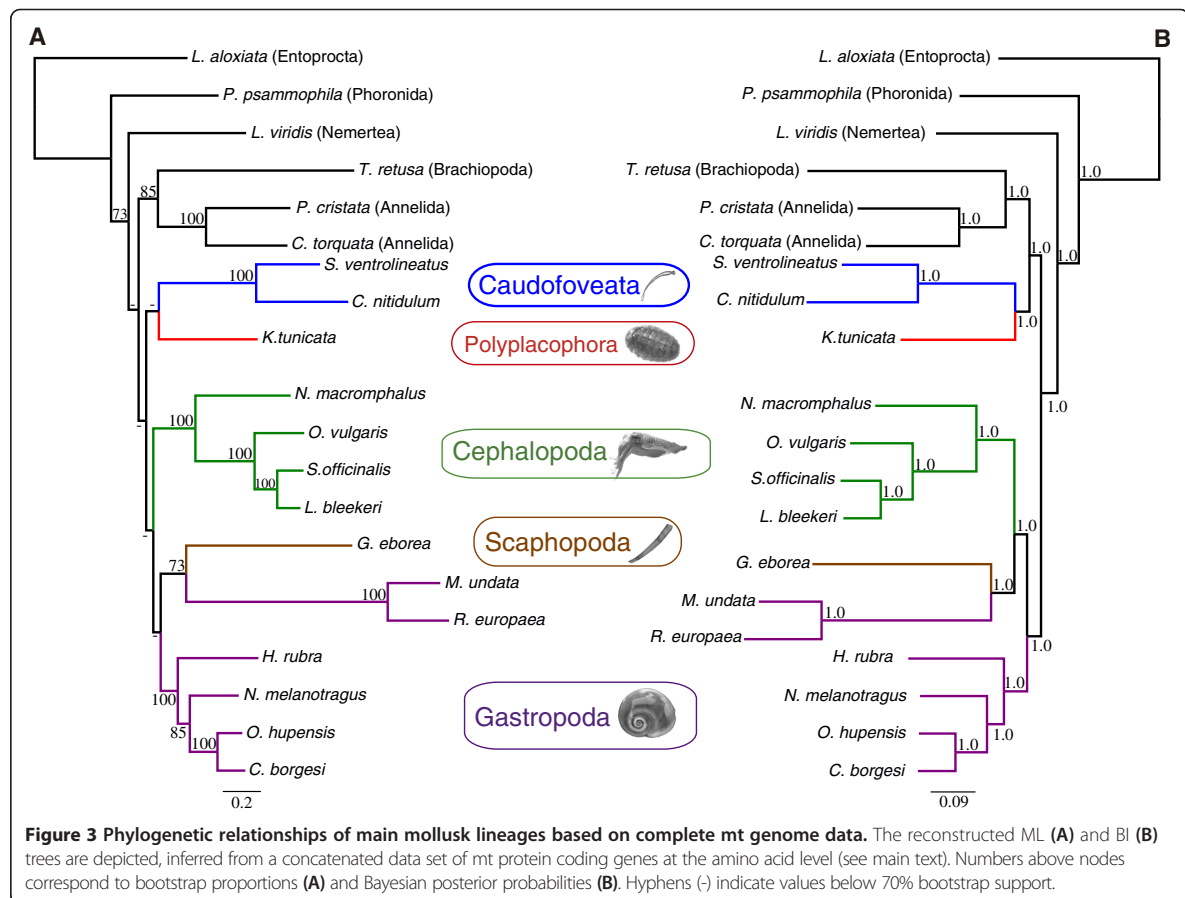 A
B
L. aloxiata (Entoprocta)
P. psammophila (Phoronida)
L. viridis (Nemertea)
T. retusa (Brachiopoda)
85
P. cristata (Annelida)
100
73
C. torquata (Annelida)
S. ventrolineatus
100
C. nitidulum
-
-
K.tunicata
N. macromphalus
100
-
O. vulgaris
100
S.officinalis
100
L. bleekeri
-
G. eborea
73
M. undata
100
R. europaea
-
H. rubra
100
N. melanotragus
85
O. hupensis
100
C. borgesi
0.2
Caudofoveata
Polyplacophora
Cephalopoda
Scaphopoda
Gastropoda
L. aloxiata (Entoprocta)
P. psammophila (Phoronida)
L. viridis (Nemertea)
1.0
T. retusa (Brachiopoda)
1.0
P. cristata (Annelida)
1.0
C. torquata (Annelida)
1.0
1.0
S. ventrolineatus
1.0
C. nitidulum
1.0
K.tunicata
1.0
N. macromphalus
1.0
O. vulgaris
1.0
S.officinalis
1.0
L. bleekeri
1.0
G. eborea
1.0
M. undata
1.0
R. europaea
1.0
H. rubra
1.0
N. melanotragus
1.0
O. hupensis
1.0
C. borgesi
0.09
Figure 3 Phylogenetic relationships of main mollusk lineages based on complete mt genome data. The reconstructed ML (A) and BI (B)
trees are depicted, inferred from a concatenated data set of mt protein coding genes at the amino acid level (see main text). Numbers above nodes
correspond to bootstrap proportions (A) and Bayesian posterior probabilities (B). Hyphens (-) indicate values below 70% bootstrap support.